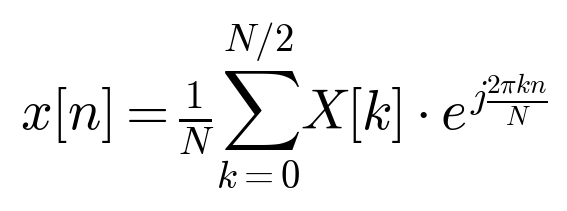 x[n] = \frac{1}{N} \sum_{k=0}^{N/2} X[k] \cdot e^{j\frac{2\pi kn}{N}}